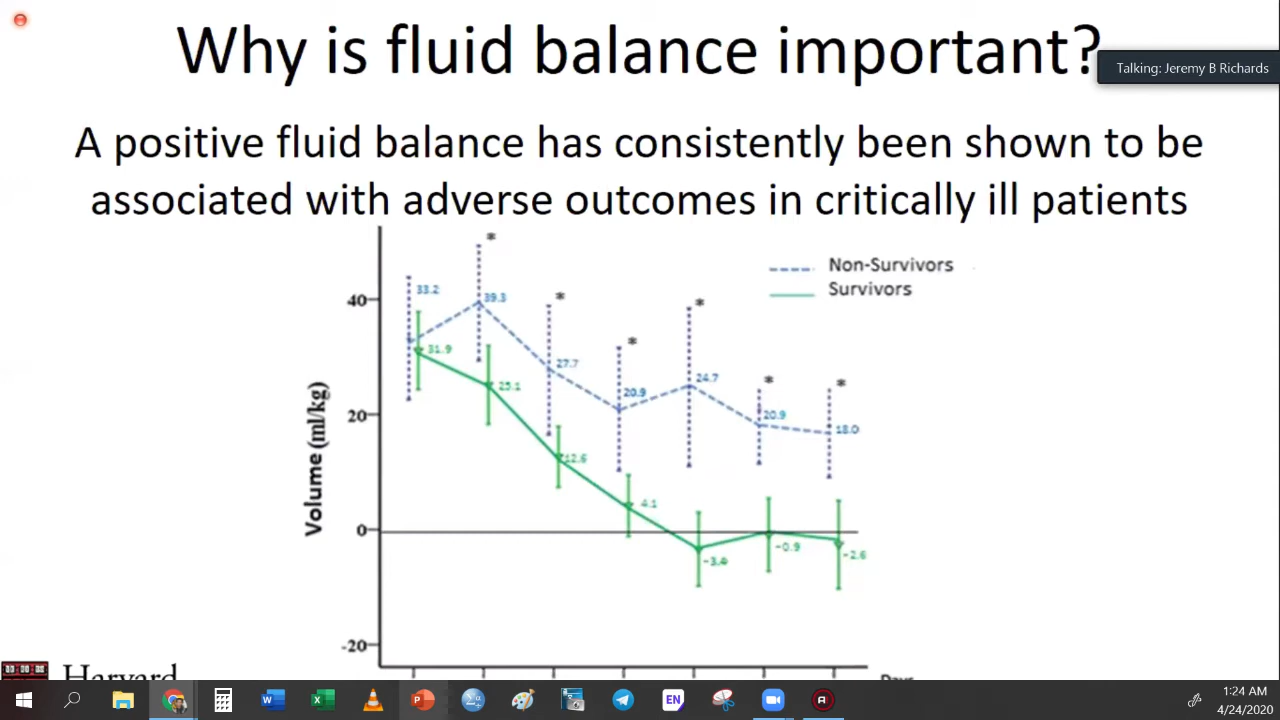 Why is fluid balance important?
Talking: Jeremy B Richards
A positive fluid balance has consistently been shown to be
associated with adverse outcomes in critically ill patients
Non-Survivors
Survivors
Volume (ml/kg)
40
20
0
-20
33.2
39.3
27.7
20.9
24.7
20.9
18.0
31.9
25.1
12.6
4.1
-3.4
-0.9
-2.6
*
*
*
*
*
*
Days
Harvard
EN
1:24 AM
4/24/2020